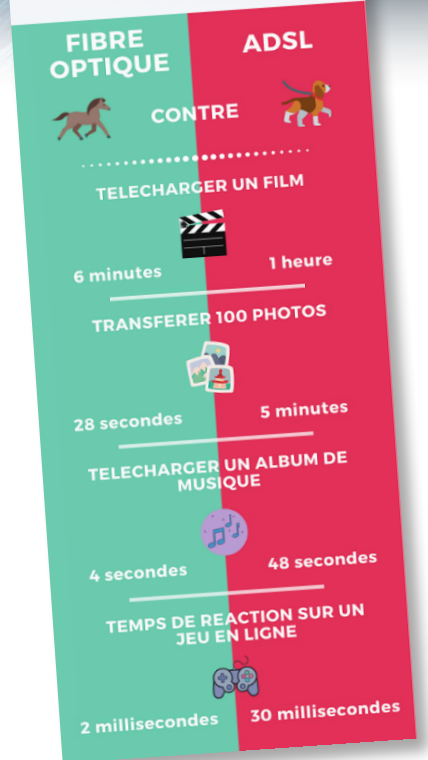 FIBRE
OPTIQUE
ADSL
CONTRE
TELECHARGER UN FILM
6 minutes
1 heure
TRANSFERER 100 PHOTOS
28 secondes
5 minutes
TELECHARGER UN ALBUM DE
MUSIQUE
4 secondes
48 secondes
TEMPS DE REACTION SUR UN
JEU EN LIGNE
2 millisecondes
30 millisecondes